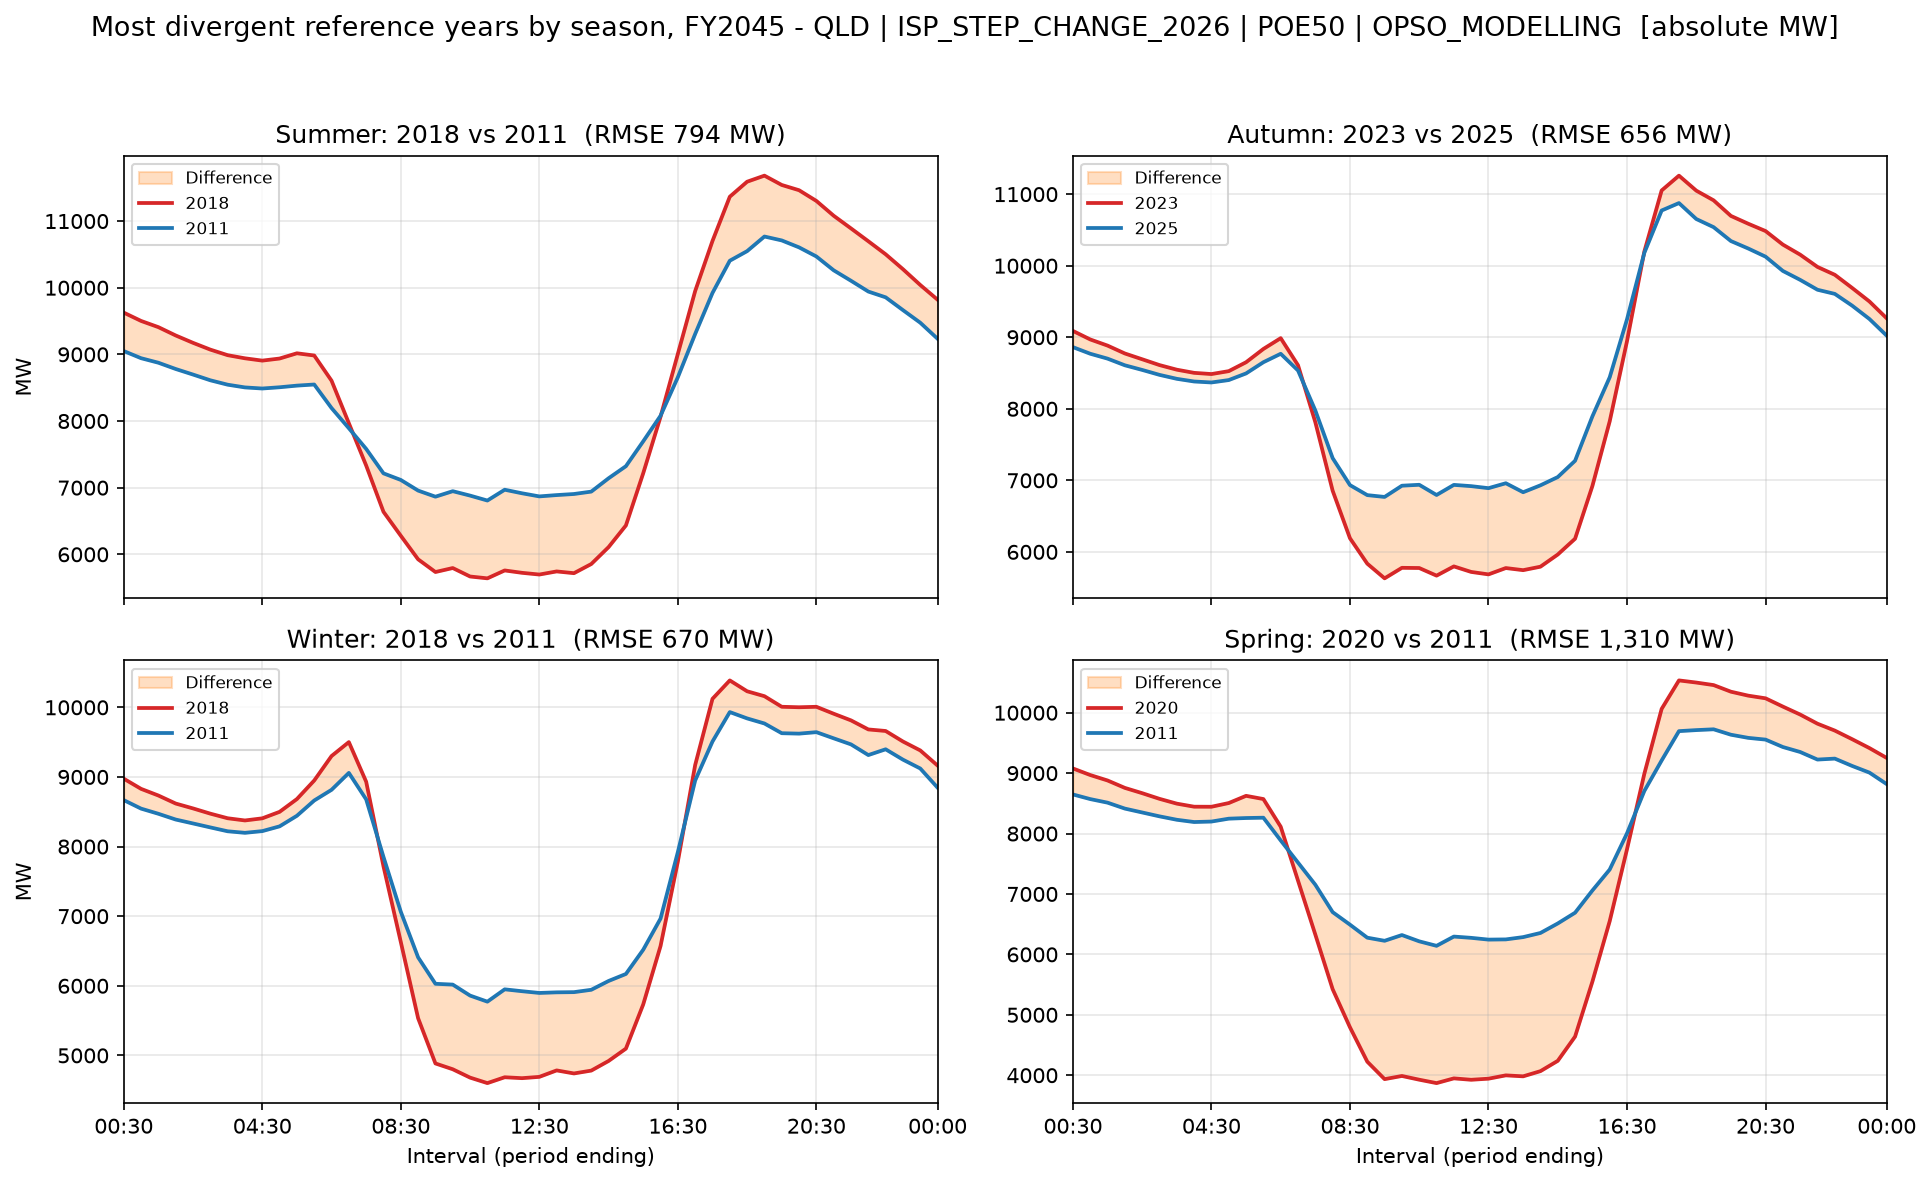 Most divergent reference years by season, FY2045 - QLD | ISP_STEP_CHANGE_2026 | POE50 | OPSO_MODELLING  [absolute MW]
Summer: 2018 vs 2011  (RMSE 794 MW)
Difference
2018
2011
11000
10000
9000
8000
7000
6000
MW
Autumn: 2023 vs 2025  (RMSE 656 MW)
Difference
2023
2025
11000
10000
9000
8000
7000
6000
Winter: 2018 vs 2011  (RMSE 670 MW)
Difference
2018
2011
10000
9000
8000
7000
6000
5000
MW
00:30 04:30 08:30 12:30 16:30 20:30 00:00
Interval (period ending)
Spring: 2020 vs 2011  (RMSE 1,310 MW)
Difference
2020
2011
10000
9000
8000
7000
6000
5000
4000
00:30 04:30 08:30 12:30 16:30 20:30 00:00
Interval (period ending)